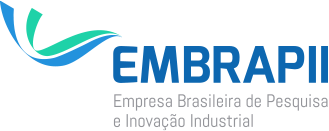 EMBRAPII
Empresa Brasileira de Pesquisa
e Inovação Industrial